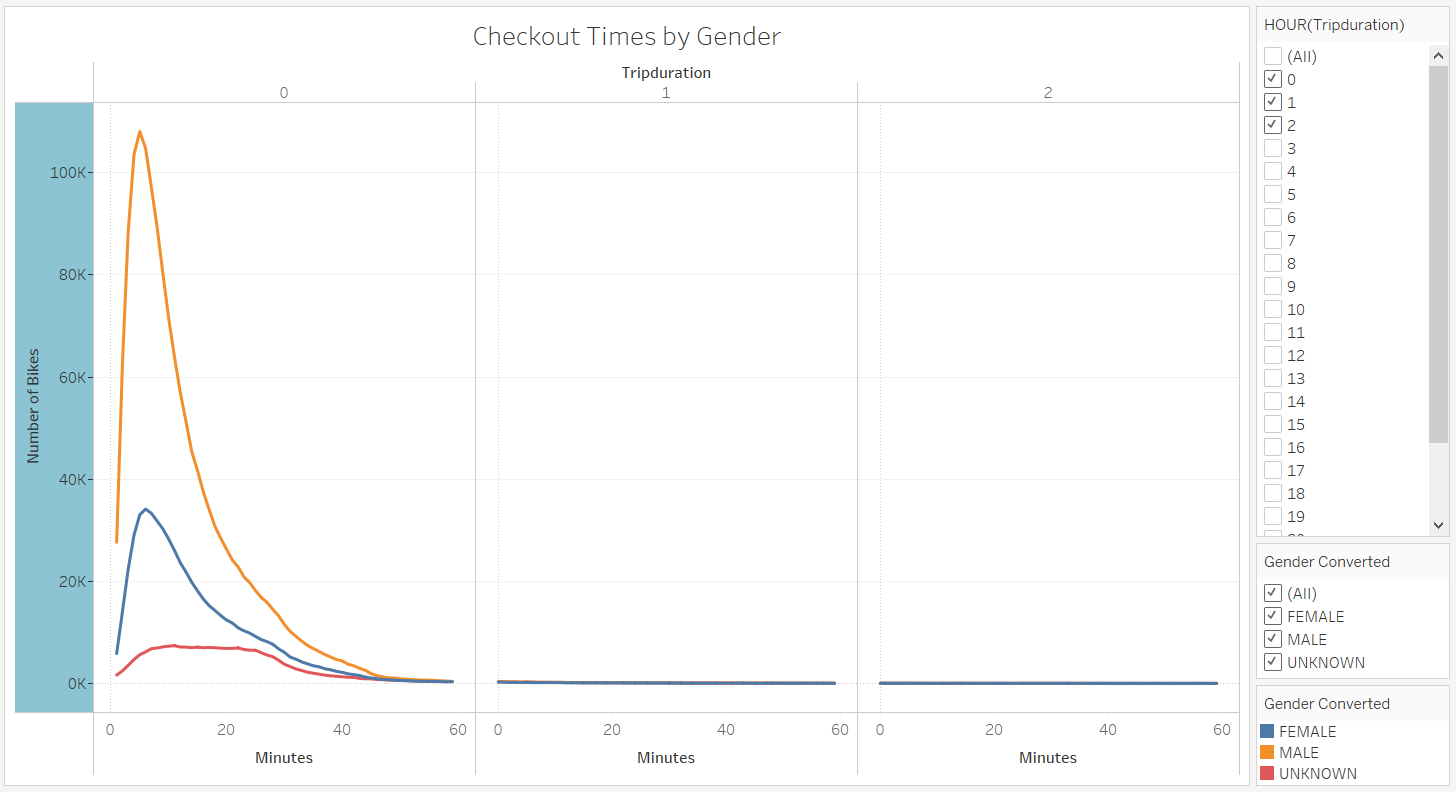 Checkout Times by Gender
Tripduration
0 1 2
Number of Bikes
100K
80K
60K
40K
20K
0K
0 20 40 60 0 20 40 60 0 20 40 60
Minutes Minutes Minutes
HOUR(Tripduration)
(All)
0
1
2
3
4
5
6
7
8
9
10
11
12
13
14
15
16
17
18
19
Gender Converted
(All)
FEMALE
MALE
UNKNOWN
Gender Converted
FEMALE
MALE
UNKNOWN